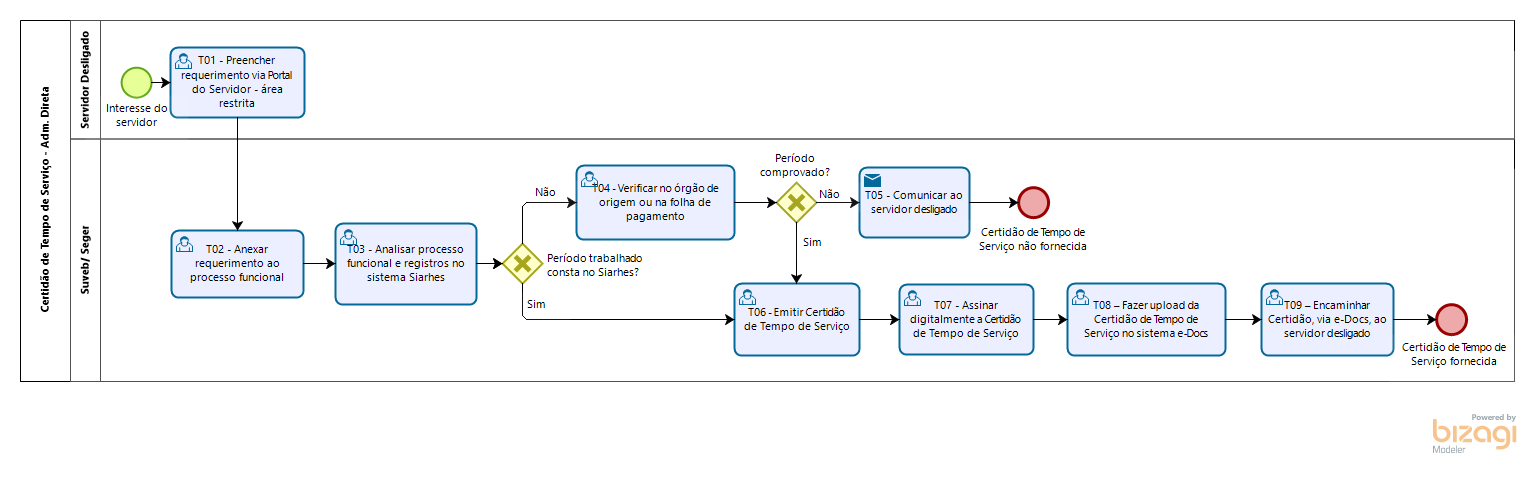 Certidão de Tempo de Serviço - Adm. Direta
Servidor Desligado
Interesse do
servidor
T01 - Preencher
requerimento via Portal
do Servidor - área
restrita
Suveb/ Seger
T02 - Anexar
requerimento ao
processo funcional
T03 - Analisar processo
funcional e registros no
sistema Siarhes
Período trabalhado
consta no Siarhes?
Não
Sim
T04 - Verificar no órgão de
origem ou na folha de
pagamento
Período
comprovado?
Não
Sim
T05 - Comunicar ao
servidor desligado
Certidão de Tempo de
Serviço não fornecida
T06 - Emitir Certidão
de Tempo de Serviço
T07 - Assinar
digitalmente a Certidão
de Tempo de Serviço
T08 – Fazer upload da
Certidão de Tempo de
Serviço no sistema e-Docs
T09 – Encaminhar
Certidão, via e-Docs, ao
servidor desligado
Certidão de Tempo de
Serviço fornecida
Powered by
bizagi
Modeler